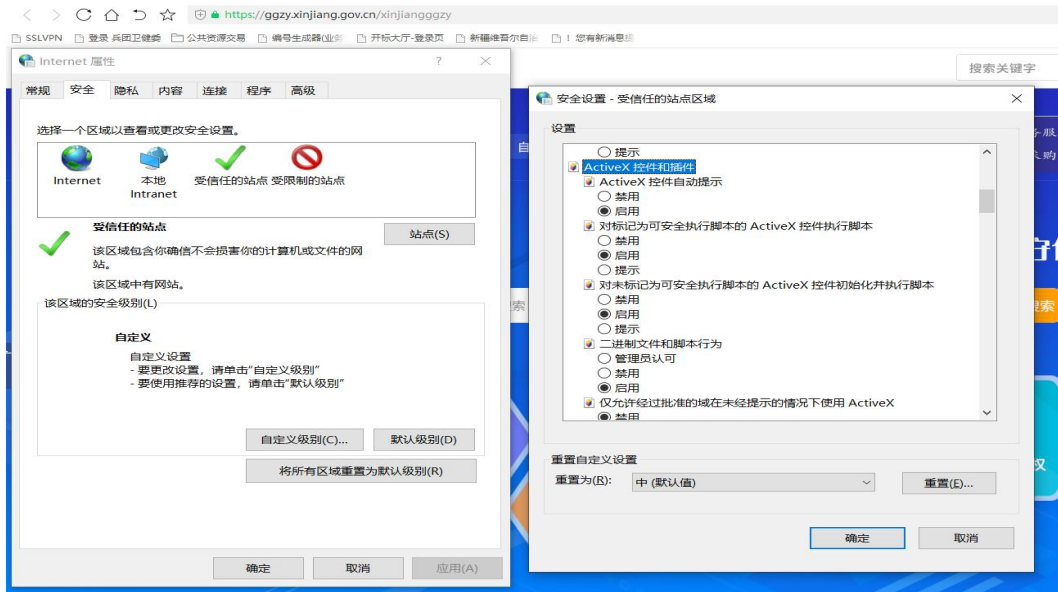 https://ggzy.xinjiang.gov.cn/xinjiangggzy
SSLVPN 登录 兵团卫健委 公共资源交易 编号生成器(业务 开标大厅-登录页 新疆维吾尔自治 ！您有新消息
搜索关键字
Internet 属性
常规 安全 隐私 内容 连接 程序 高级
选择一个区域以查看或更改安全设置。
Internet
本地
Intranet
受信任的站点
受限制的站点
受信任的站点
站点(S)
该区域包含你确信不会损害你的计算机或文件的网
站。
该区域中有网站。
该区域的安全级别(L)
自定义
自定义设置
- 要更改设置，请单击“自定义级别”
- 要使用推荐的设置，请单击“默认级别”
自定义级别(C)...
默认级别(D)
将所有区域重置为默认级别(R)
确定
取消
应用(A)
安全设置 - 受信任的站点区域
设置
提示
ActiveX 控件和插件
ActiveX 控件自动提示
禁用
启用
对标记为可安全执行脚本的 ActiveX 控件执行脚本
禁用
启用
提示
对未标记为可安全执行脚本的 ActiveX 控件初始化并执行脚本
禁用
启用
提示
二进制文件和脚本行为
管理员认可
禁用
启用
仅允许经过批准的域在未经提示的情况下使用 ActiveX
禁用
重置自定义设置
重置为(R):
中 (默认值)
重置(E)...
确定
取消